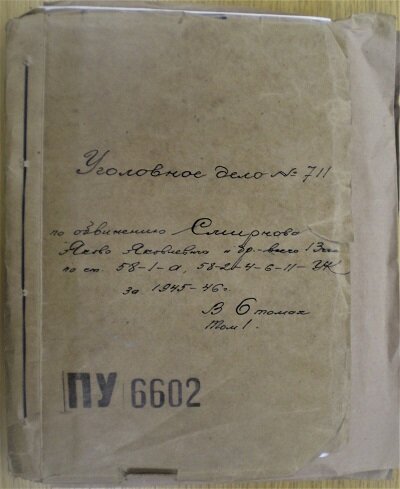 Уголовное дело № 711
по обвинению Смирнова
Якова Яковлевича и др. всего 13ч.
по ст. 58-1-а, 58-2-4-6-11- УК
за 1945-46г.
В 6 томах
Том 1.
ПУ 6602